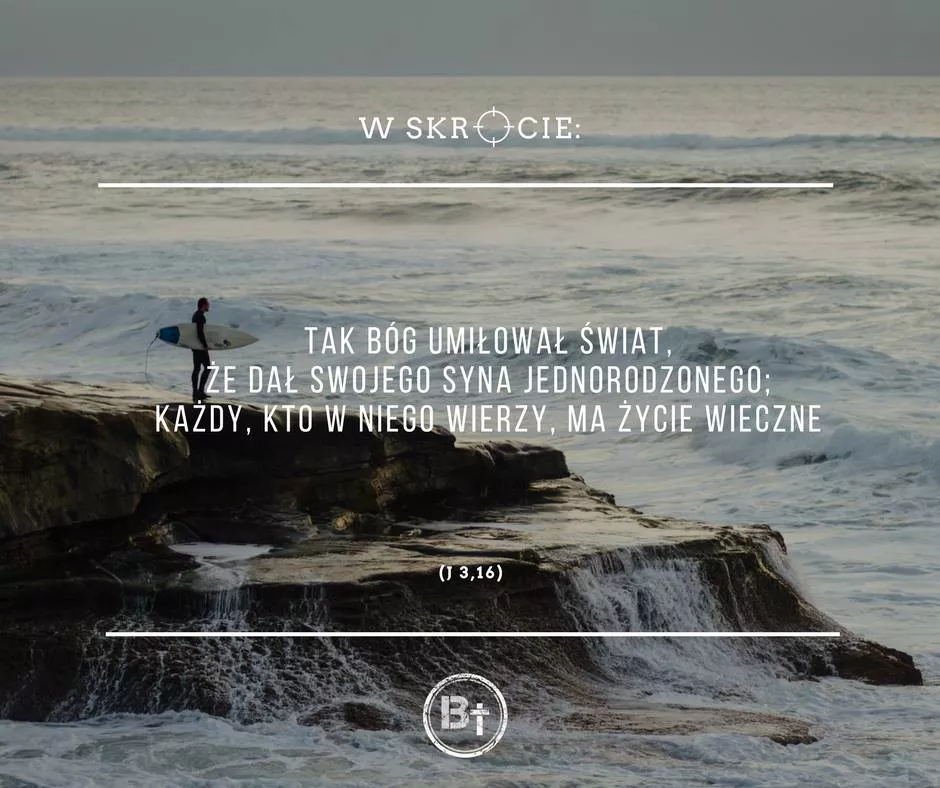 W SKRÓCIE:
TAK BÓG UMIŁOWAŁ ŚWIAT,
ŻE DAŁ SWOJEGO SYNA JEDNORODZONEGO;
KAŻDY, KTO W NIEGO WIERZY, MA ŻYCIE WIECZNE
(J 3,16)
Bt